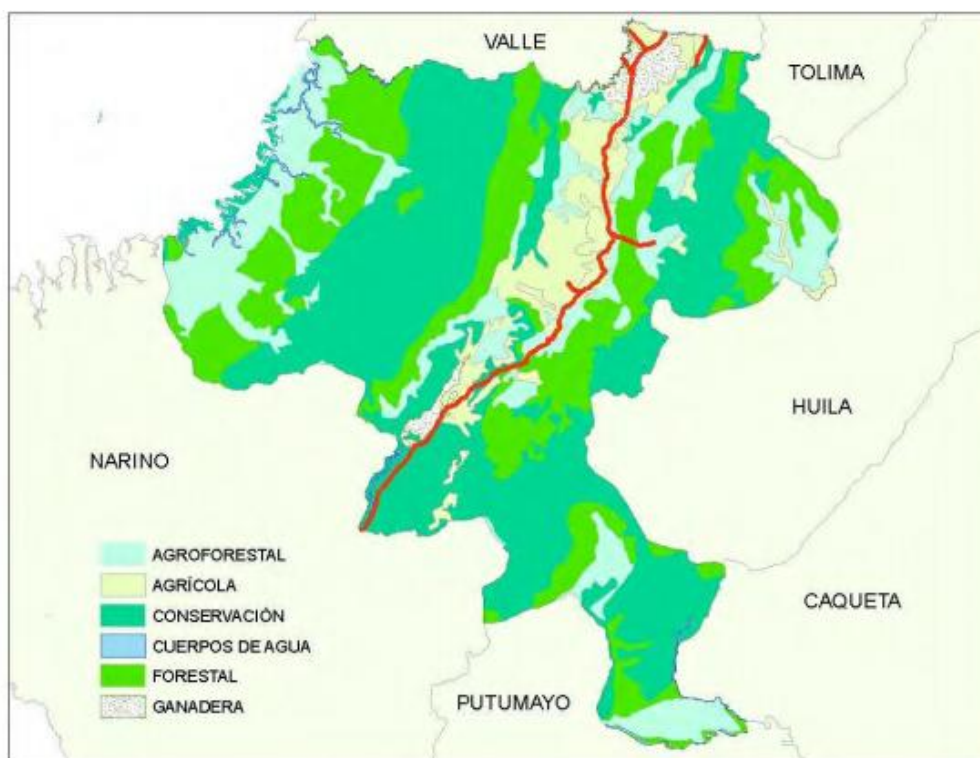 VALLE
TOLIMA
HUILA
NARINO
CAQUETA
PUTUMAYO
AGROFORESTAL
AGRÍCOLA
CONSERVACIÓN
CUERPOS DE AGUA
FORESTAL
GANADERA